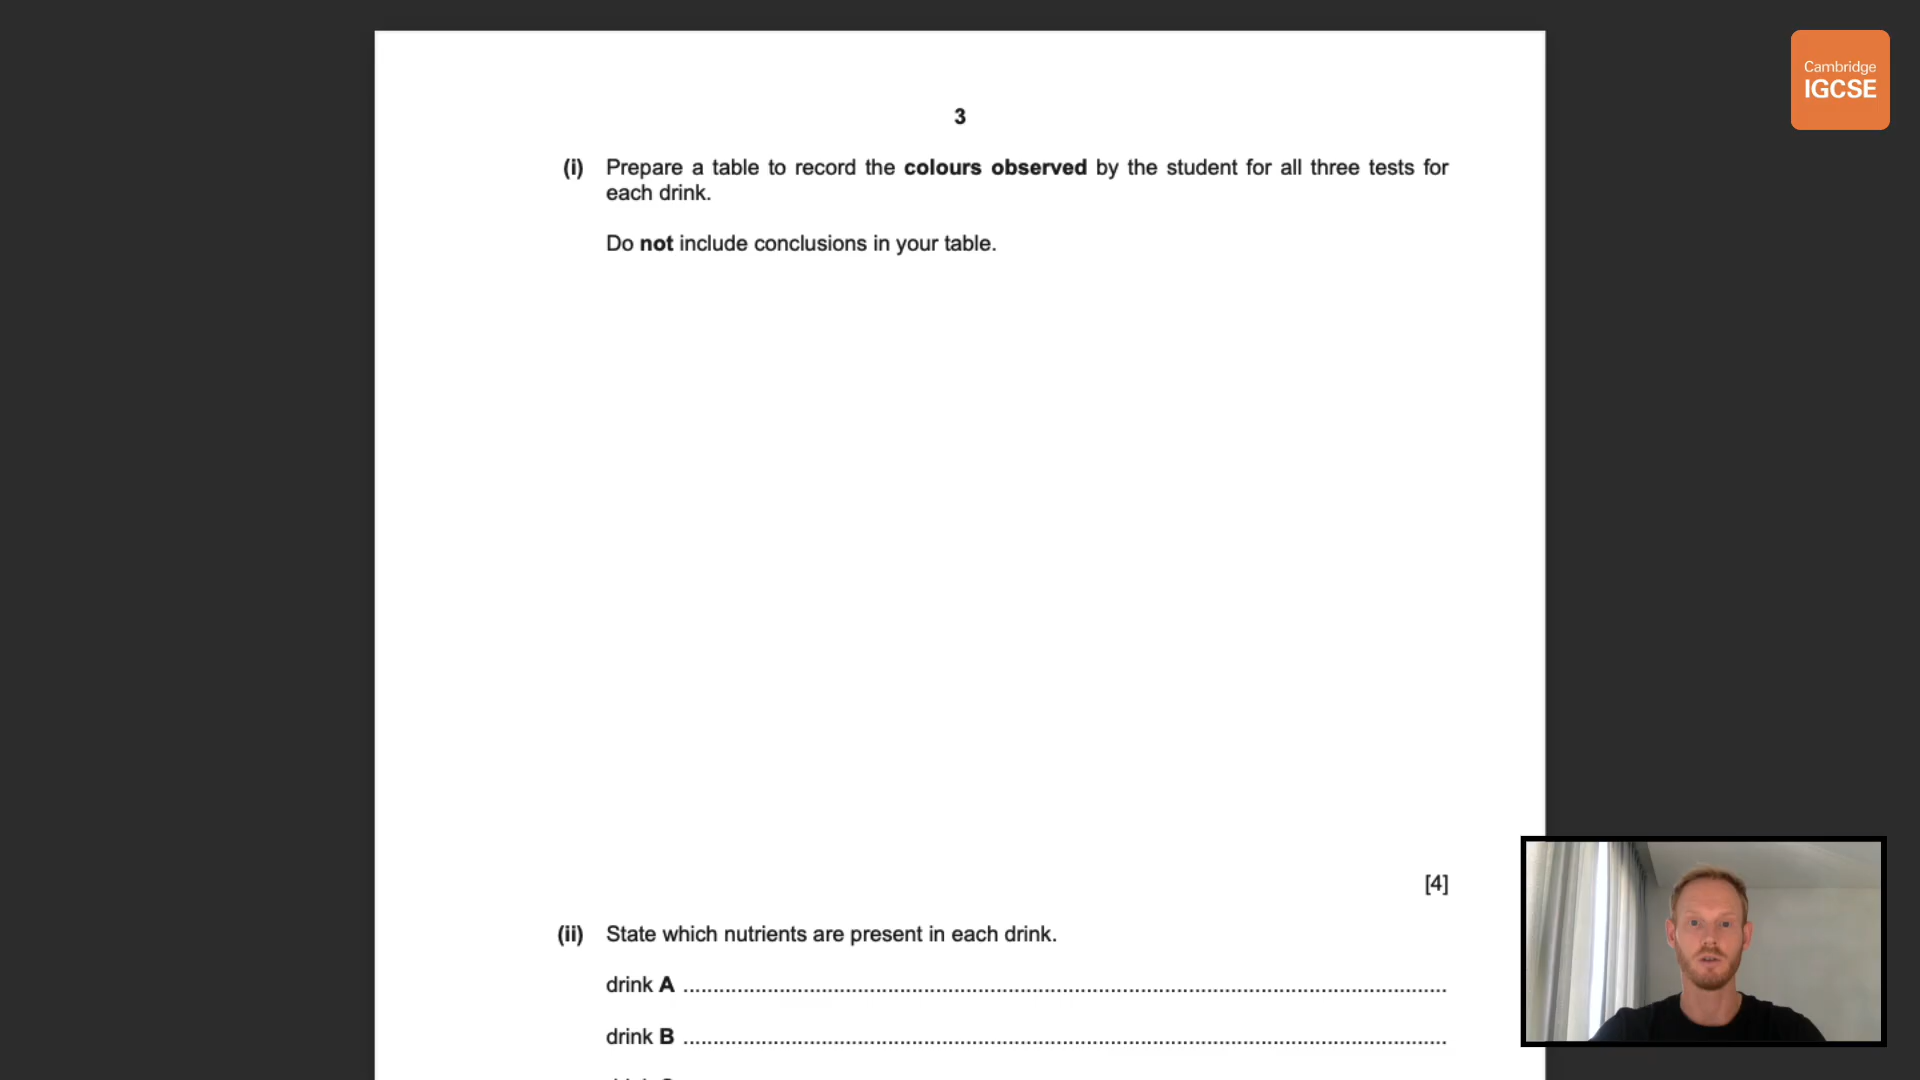 Cambridge
IGCSE
3
(i) Prepare a table to record the colours observed by the student for all three tests for
each drink.
Do not include conclusions in your table.
[4]
(ii) State which nutrients are present in each drink.
drink A ................................................................................
drink B ................................................................................